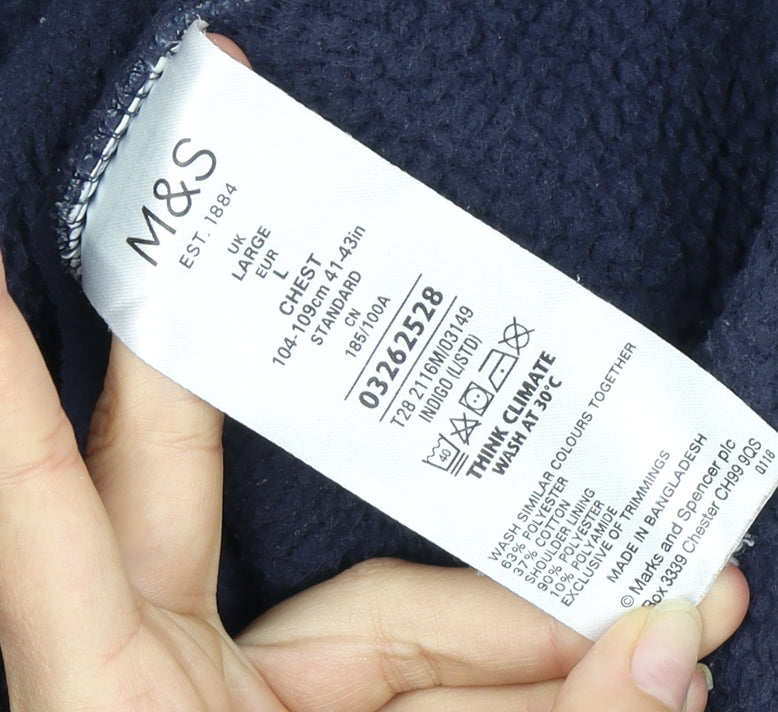 M&S
EST. 1884
UK
LARGE
EUR
L
CHEST
104-109cm 41-43in
STANDARD
CN
185/100A
03262528
T28 2116M/03149
INDIGO (L/STD)
40
THINK CLIMATE
WASH AT 30°C
WASH SIMILAR COLOURS TOGETHER
63% POLYESTER
37% COTTON
SHOULDER LINING
90% POLYESTER
10% POLYAMIDE
EXCLUSIVE OF TRIMMINGS
MADE IN BANGLADESH
© Marks and Spencer plc
Box 3339 Chester CH99 9QS
0118